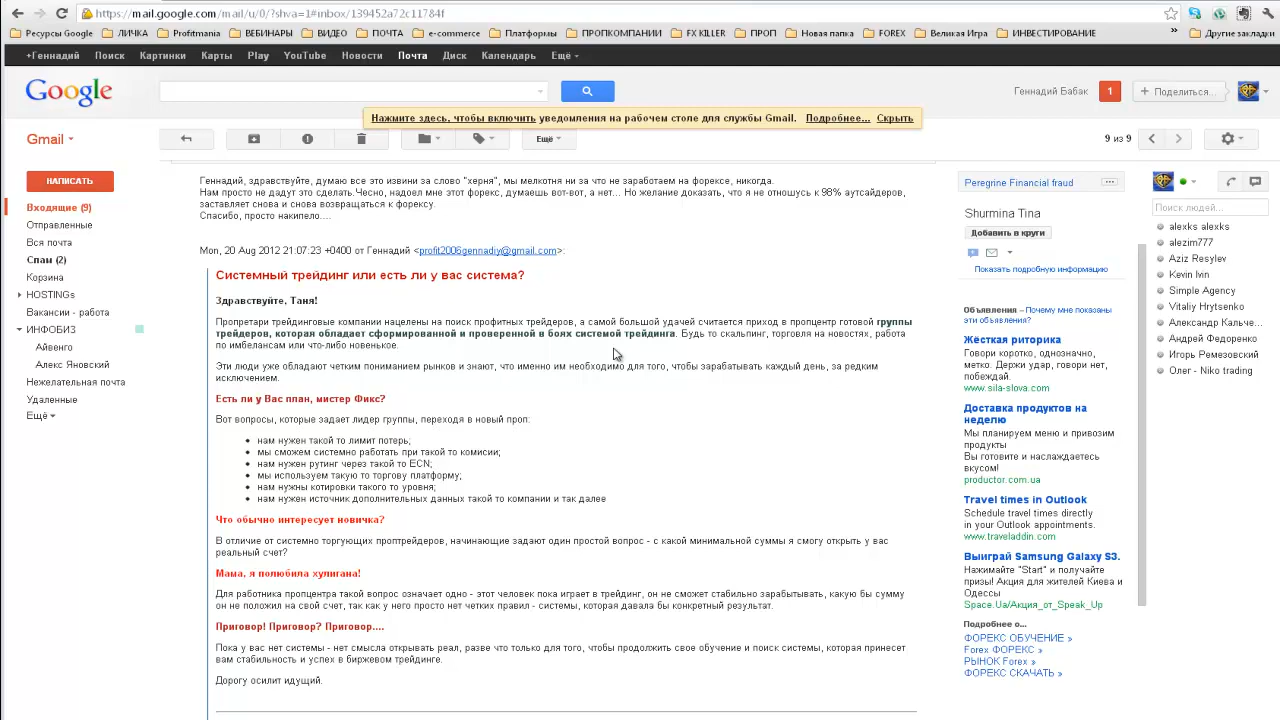 https://mail.google.com/mail/u/0/?shva=1#inbox/139452a72c11784f
Ресурсы Google ЛИЧКА Profitmania ВЕБИНАРЫ ВИДЕО ПОЧТА e-commerce Платформы ПРОПКОМПАНИИ FX KILLER ПРОП Новая папка FOREX Великая Игра ИНВЕСТИРОВАНИЕ » Другие закладки
+Геннадий Поиск Картинки Карты Play YouTube Новости Почта Диск Календарь Ещё
Google
Геннадий Бабак 1 + Поделиться...
Нажмите здесь, чтобы включить уведомления на рабочем столе для службы Gmail. Подробнее... Скрыть
Gmail
Ещё
9 из 9
НАПИСАТЬ
Входящие (9)
Отправленные
Вся почта
Спам (2)
Корзина
HOSTINGs
Вакансии - работа
ИНФОБИЗ
Айвенго
Алекс Яновский
Нежелательная почта
Удаленные
Ещё
Геннадий, здравствуйте, думаю все это извини за слово "херня", мы мелкотня ни за что не заработаем на форексе, никогда.
Нам просто не дадут это сделать.Чесно, надоел мне этот форекс, думаешь вот-вот, а нет... Но желание доказать, что я не отношусь к 98% аутсайдеров,
заставляет снова и снова возвращаться к форексу.
Спасибо, просто накипело....
Mon, 20 Aug 2012 21:07:23 +0400 от Геннадий <profit2006gennadiy@gmail.com>:
Системный трейдинг или есть ли у вас система?
Здравствуйте, Таня!
Пропретари трейдинговые компании нацелены на поиск профитных трейдеров, а самой большой удачей считается приход в пропцентр готовой группы
трейдеров, которая обладает сформированной и проверенной в боях системой трейдинга. Будь то скальпинг, торговля на новостях, работа
по имбелансам или что-либо новенькое.
Эти люди уже обладают четким пониманием рынков и знают, что именно им необходимо для того, чтобы зарабатывать каждый день, за редким
исключением.
Есть ли у Вас план, мистер Фикс?
Вот вопросы, которые задает лидер группы, переходя в новый проп:
• нам нужен такой то лимит потерь;
• мы сможем системно работать при такой то комисии;
• нам нужен рутинг через такой то ECN;
• мы используем такую то торгову платформу;
• нам нужны котировки такого то уровня;
• нам нужен источник дополнительных данных такой то компании и так далее
Что обычно интересует новичка?
В отличие от системно торгующих проптрейдеров, начинающие задают один простой вопрос - с какой минимальной суммы я смогу открыть у вас
реальный счет?
Мама, я полюбила хулигана!
Для работника пропцентра такой вопрос означает одно - этот человек пока играет в трейдинг, он не сможет стабильно зарабатывать, какую бы сумму
он не положил на свой счет, так как у него просто нет четких правил - системы, которая давала бы конкретный результат.
Приговор! Приговор? Приговор....
Пока у вас нет системы - нет смысла открывать реал, разве что только для того, чтобы продолжить свое обучение и поиск системы, которая принесет
вам стабильность и успех в биржевом трейдинге.
Дорогу осилит идущий.
Peregrine Financial fraud
Shurmina Tina
Добавить в круги
Показать подробную информацию
Объявления - Почему мне показаны
эти объявления?
Жёсткая риторика
Говори коротко, однозначно,
метко. Держи удар, говори нет,
побеждай.
www.sila-slova.com
Доставка продуктов на
неделю
Мы планируем меню и привозим
продукты
Вы готовите и наслаждаетесь
вкусом!
productor.com.ua
Travel times in Outlook
Schedule travel times directly
in your Outlook appointments.
www.traveladdin.com
Выиграй Samsung Galaxy S3.
Нажимайте "Start" и получайте
призы! Акция для жителей Киева и
Одессы
Space.Ua/Акция_от_Speak_Up
Подробнее о...
ФОРЕКС ОБУЧЕНИЕ »
Forex ФОРЕКС »
РЫНОК Forex »
ФОРЕКС СКАЧАТЬ »
Поиск людей...
alexks alexks
alezim777
Aziz Resylev
Kevin Ivin
Simple Agency
Vitaliy Hrytsenko
Александр Кальче...
Андрей Федоренко
Игорь Ремезовский
Олег - Niko trading